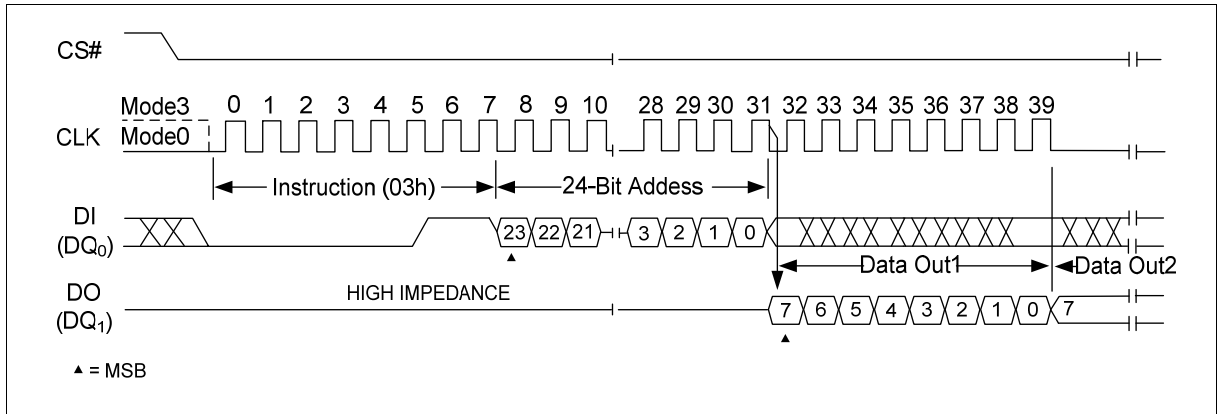 CS#
Mode3 0 1 2 3 4 5 6 7 8 9 10 28 29 30 31 32 33 34 35 36 37 38 39
CLK Mode0
Instruction (03h) 24-Bit Addess
DI
(DQ0) 23 22 21 3 2 1 0
Data Out1 Data Out2
DO HIGH IMPEDANCE 7 6 5 4 3 2 1 0 7
(DQ1)
▲ = MSB